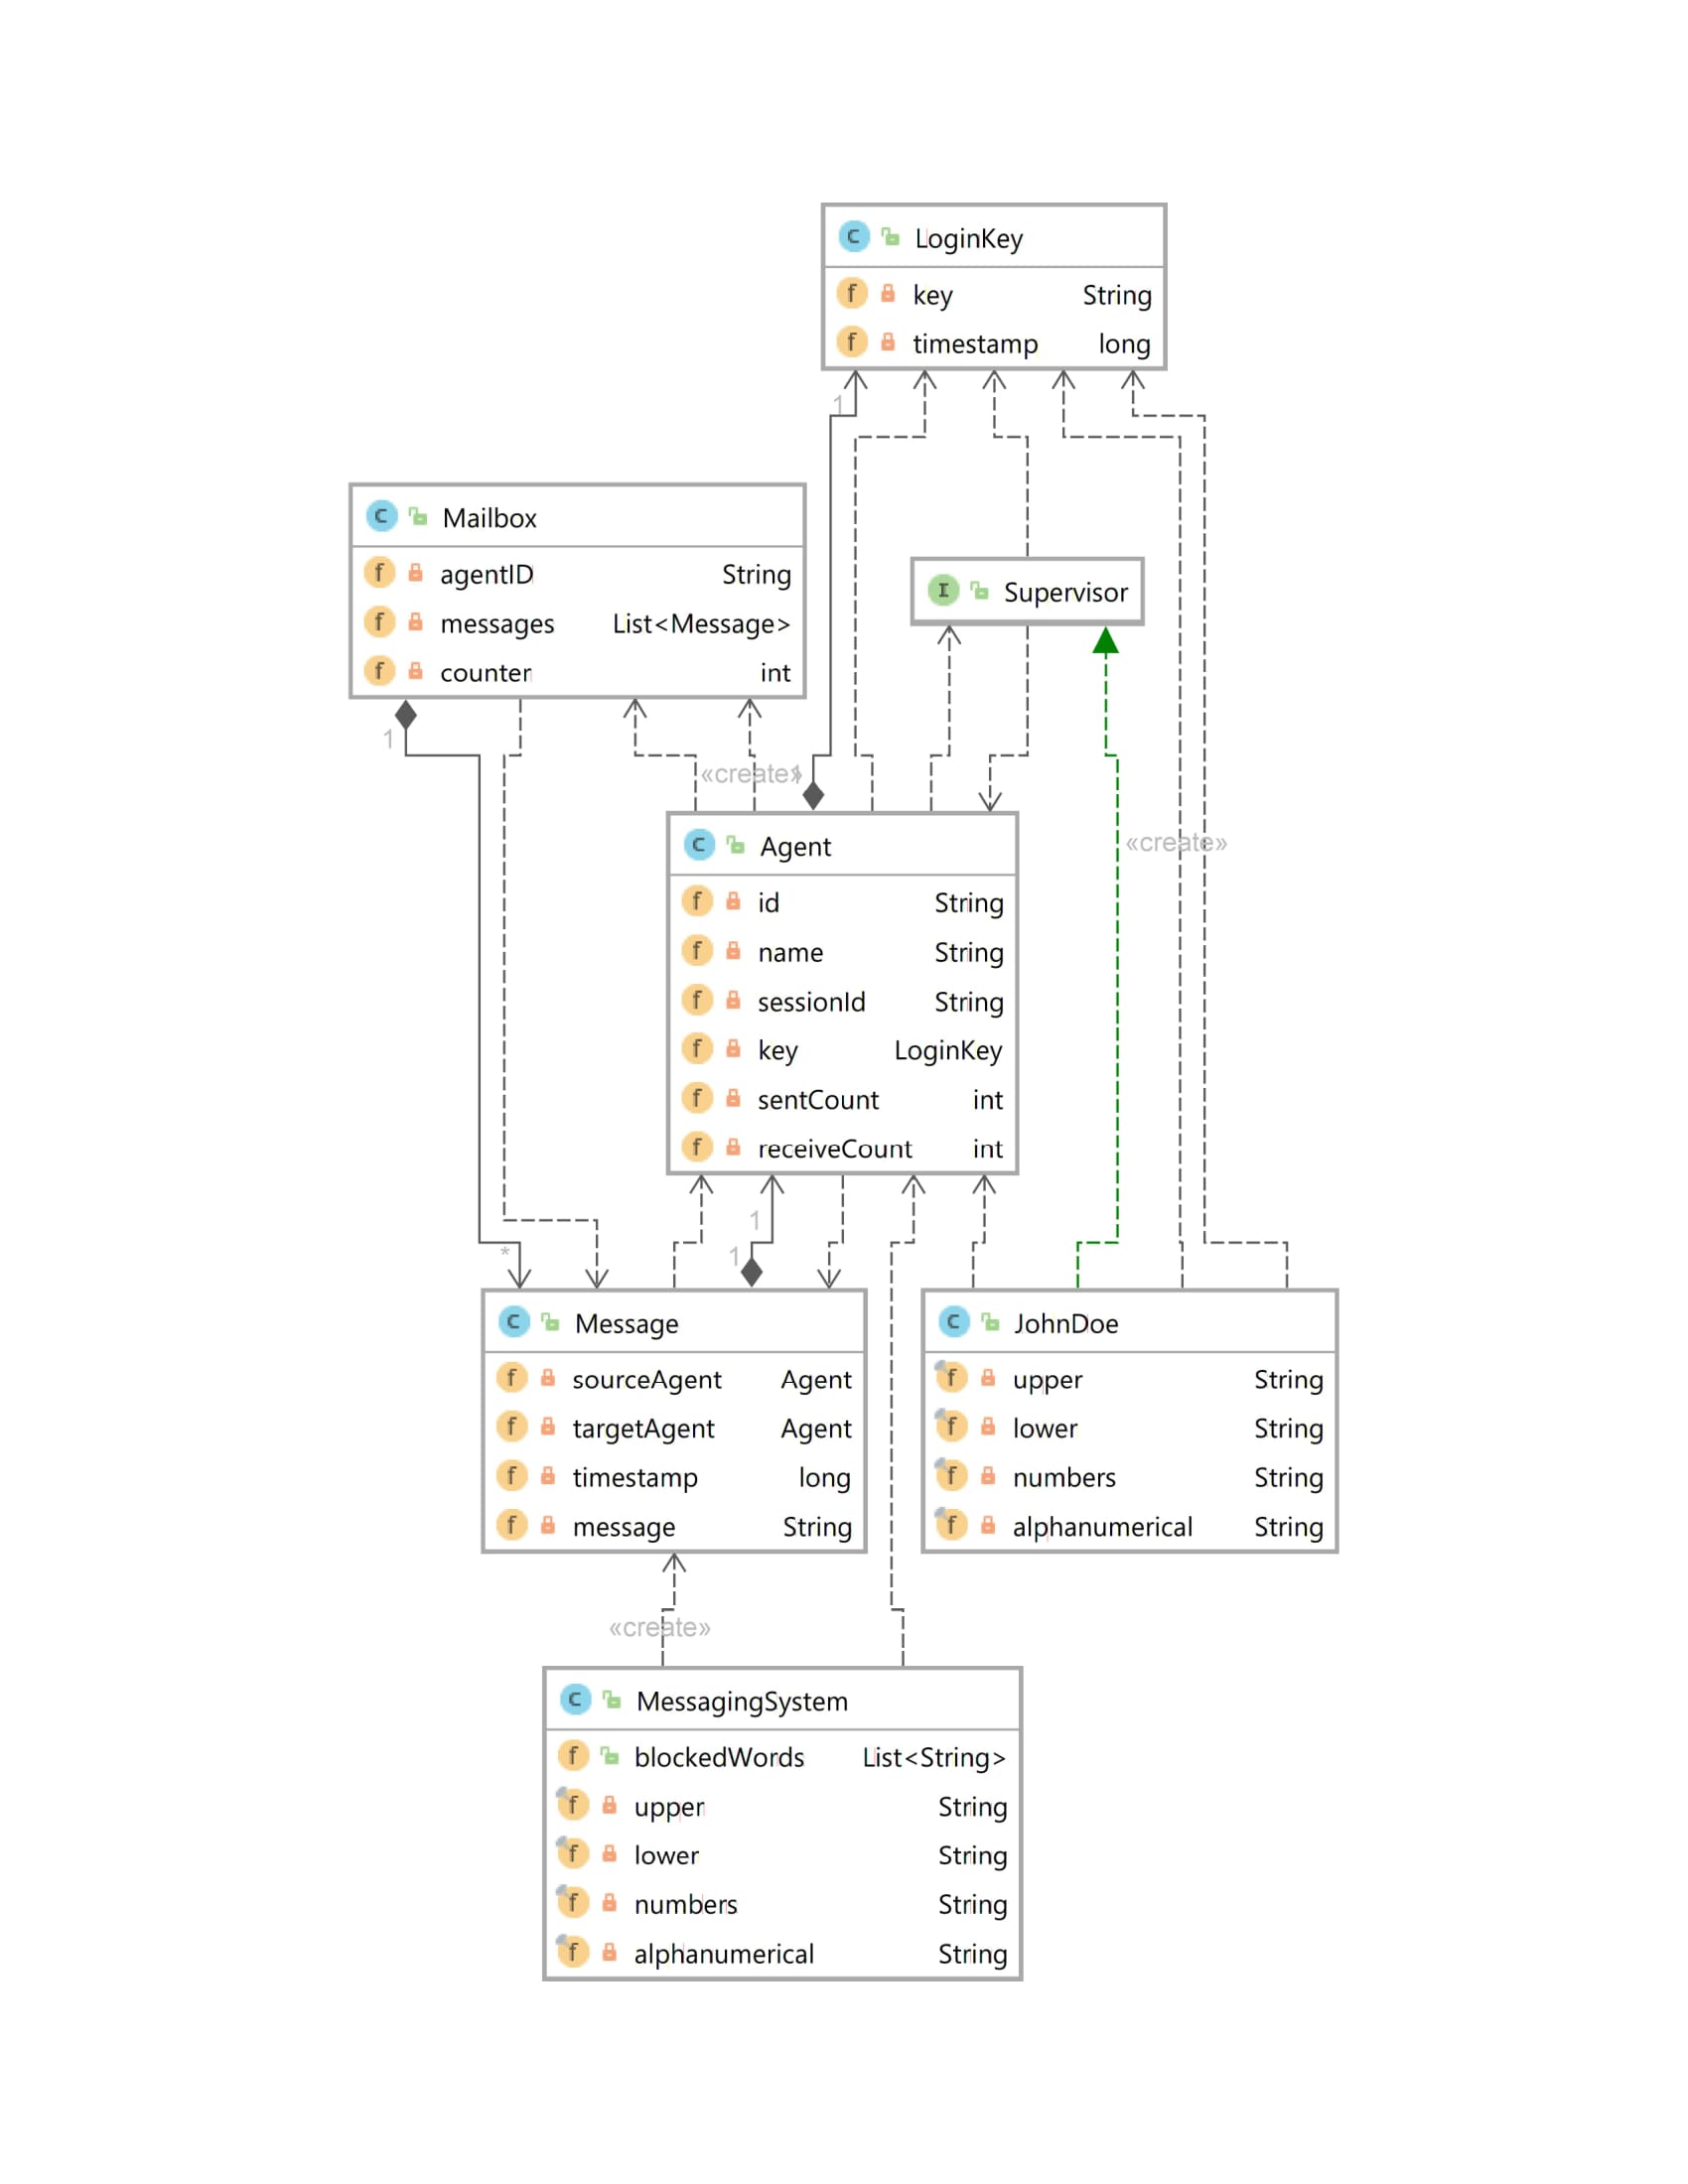 C LoginKey
f key String
f timestamp long
1
C Mailbox
f agentID String
f messages List<Message>
f counter int
I Supervisor
1
«create» 1
C Agent
«create»
f id String
f name String
f sessionId String
f key LoginKey
f sentCount int
f receiveCount int
1
* 1
C Message
f sourceAgent Agent
f targetAgent Agent
f timestamp long
f message String
C JohnDoe
f upper String
f lower String
f numbers String
f alphanumerical String
«create»
C MessagingSystem
f blockedWords List<String>
f upper String
f lower String
f numbers String
f alphanumerical String